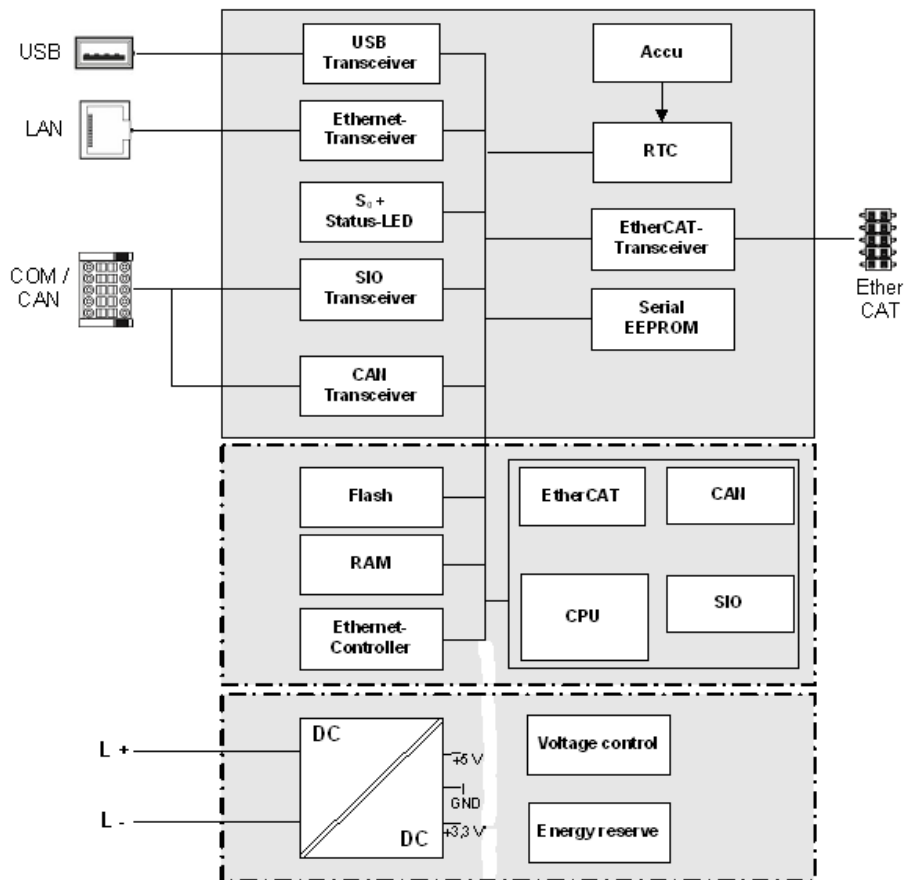 USB
USB
Transceiver
Accu
LAN
Ethernet-
Transceiver
RTC
S₀ +
Status-LED
EtherCAT-
Transceiver
COM /
CAN
SIO
Transceiver
Ether
CAT
Serial
EEPROM
CAN
Transceiver
Flash
EtherCAT
CAN
RAM
CPU
SIO
Ethernet-
Controller
L +
DC
+5 V
Voltage control
GND
L -
+3,3 V
DC
Energy reserve